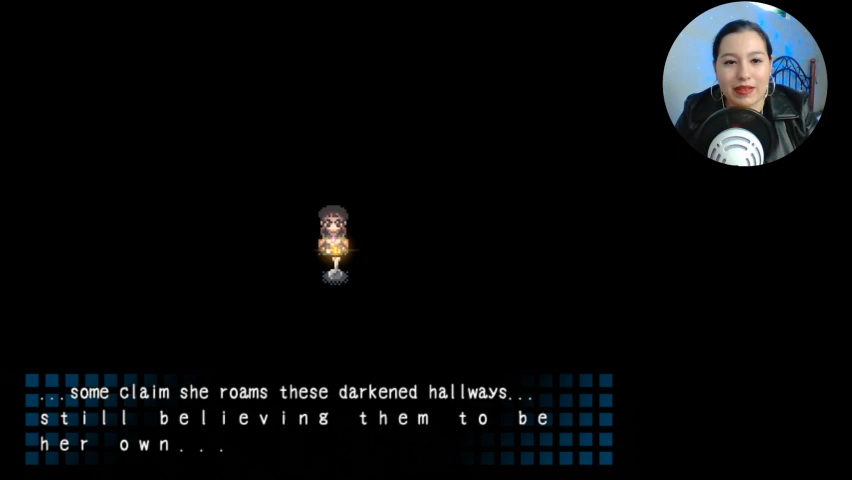 ...some claim she roams these darkened hallways...
still believing them to be
her own...